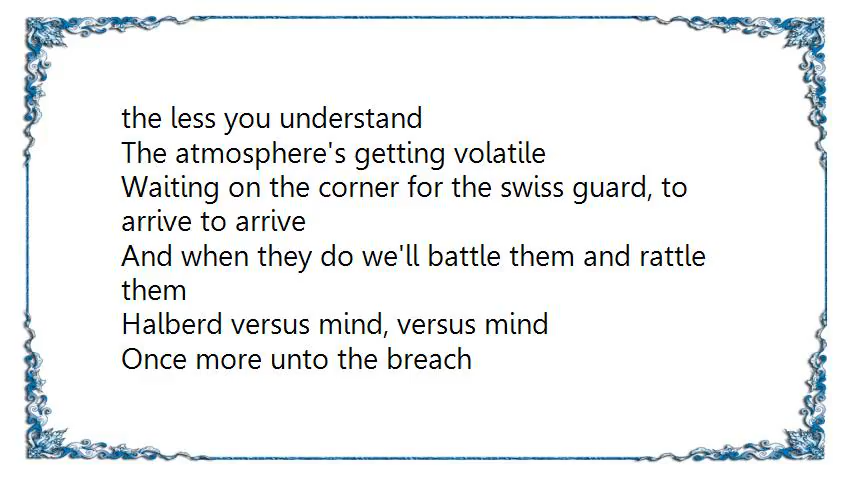 the less you understand
The atmosphere's getting volatile
Waiting on the corner for the swiss guard, to
arrive to arrive
And when they do we'll battle them and rattle
them
Halberd versus mind, versus mind
Once more unto the breach